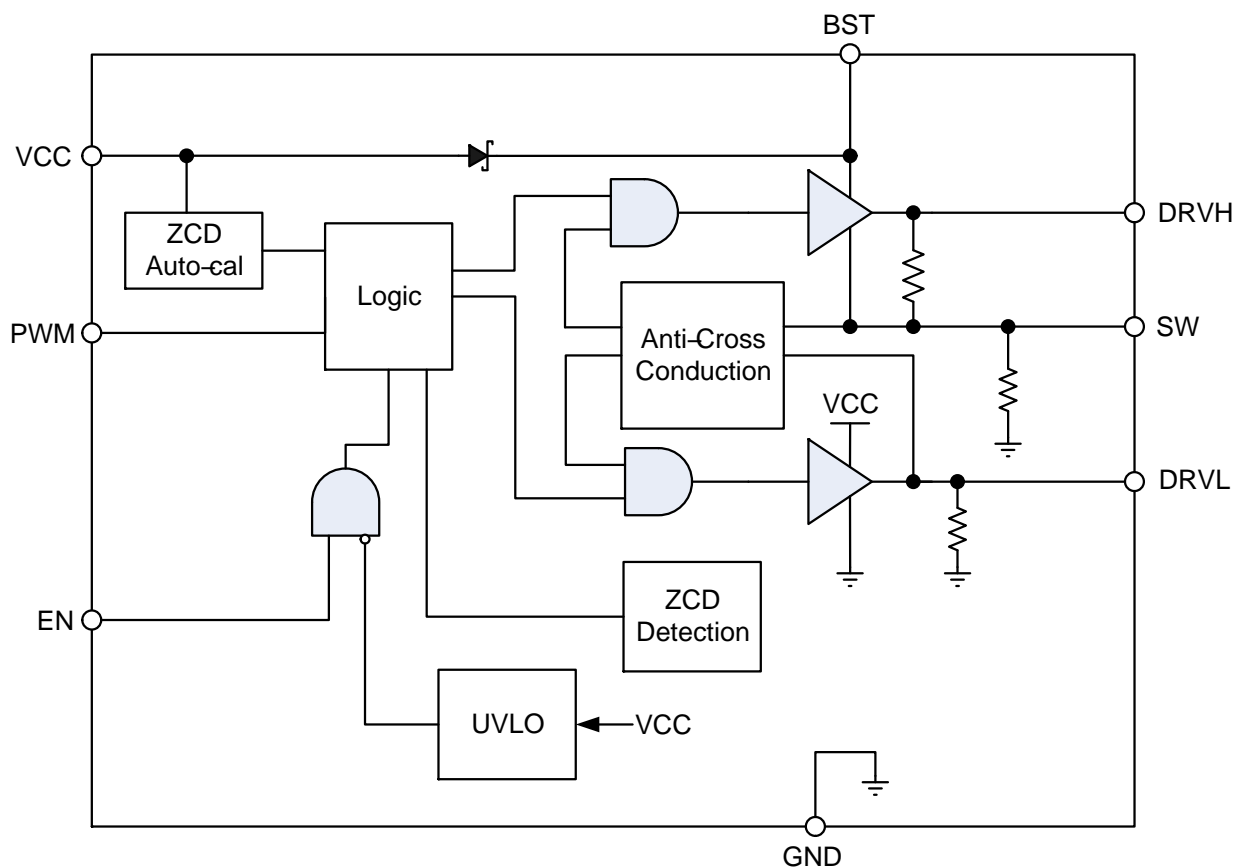 BST
VCC
ZCD
Auto-cal
Logic
DRVH
PWM
Anti-Cross
Conduction
SW
VCC
DRVL
EN
ZCD
Detection
UVLO
VCC
GND